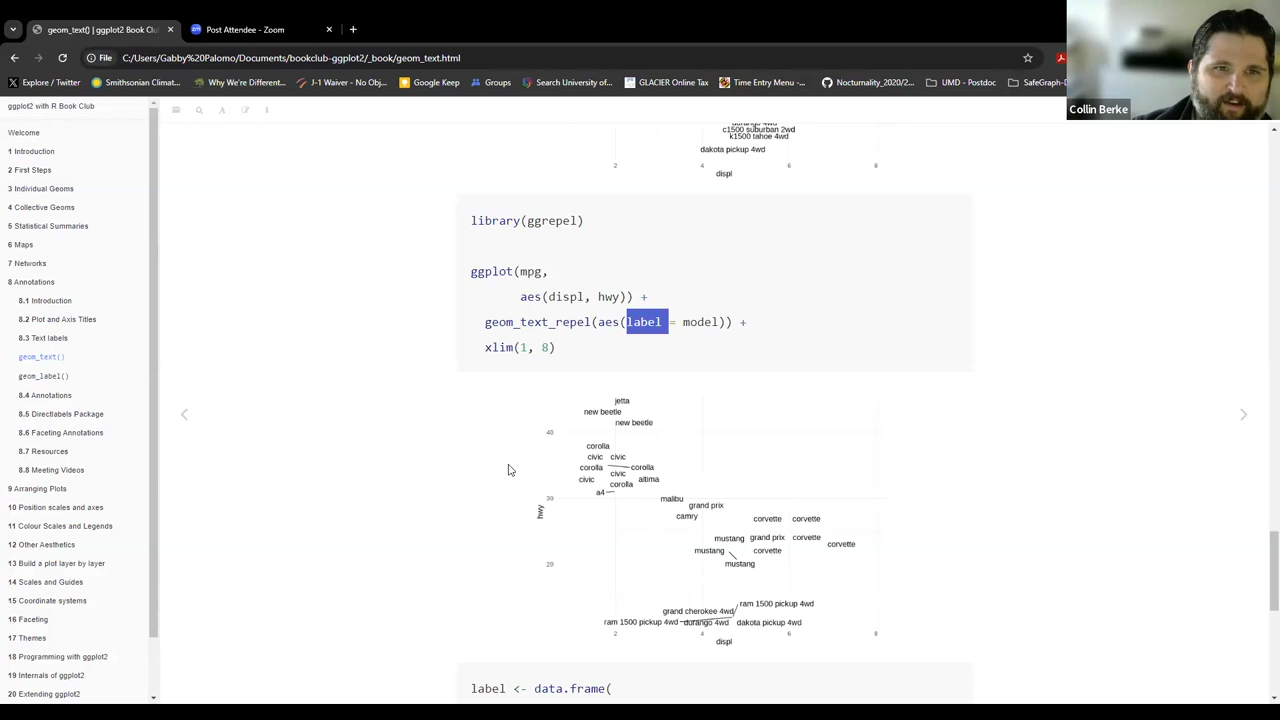 geom_text() | ggplot2 Book Clu
Post Attendee - Zoom
File
C:/Users/Gabby%20Palomo/Documents/bookclub-ggplot2/_book/geom_text.html
Explore / Twitter
Smithsonian Climat...
Why We're Different...
J-1 Waiver - No Obj...
Google Keep
Groups
Search University of...
GLACIER Online Tax
Time Entry Menu -...
Nocturnality_2020/2...
UMD - Postdoc
SafeGraph-D
Collin Berke
ggplot2 with R Book Club
Welcome
1 Introduction
2 First Steps
3 Individual Geoms
4 Collective Geoms
5 Statistical Summaries
6 Maps
7 Networks
8 Annotations
8.1 Introduction
8.2 Plot and Axis Titles
8.3 Text labels
geom_text()
geom_label()
8.4 Annotations
8.5 Directlabels Package
8.6 Faceting Annotations
8.7 Resources
8.8 Meeting Videos
9 Arranging Plots
10 Position scales and axes
11 Colour Scales and Legends
12 Other Aesthetics
13 Build a plot layer by layer
14 Scales and Guides
15 Coordinate systems
16 Faceting
17 Themes
18 Programming with ggplot2
19 Internals of ggplot2
20 Extending ggplot2
durango 4wd
c1500 suburban 2wd
k1500 tahoe 4wd
dakota pickup 4wd
2 4 6 8
displ
library(ggrepel)
ggplot(mpg,
aes(displ, hwy)) +
geom_text_repel(aes(label = model)) +
xlim(1, 8)
jetta
new beetle
new beetle
40
corolla
civic civic
corolla corolla
civic
civic altima
corolla
a4
30
malibu
grand prix
hwy
camry
corvette corvette
mustang grand prix corvette
corvette
mustang corvette
mustang
20
ram 1500 pickup 4wd
grand cherokee 4wd
ram 1500 pickup 4wd durango 4wd dakota pickup 4wd
2 4 6 8
displ
label <- data.frame(